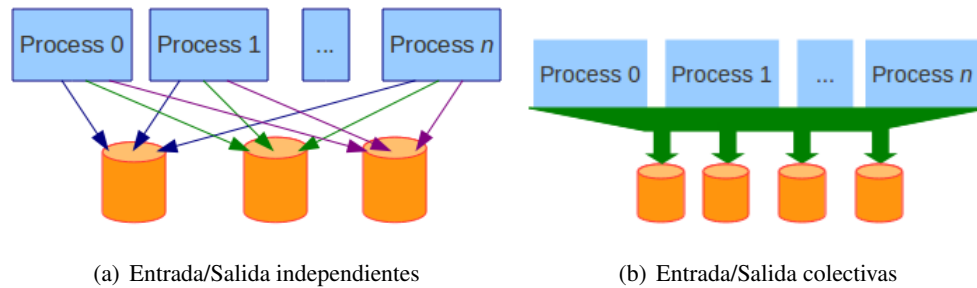 Process 0 Process 1 ... Process n
Process 0 Process 1 ... Process n
(a) Entrada/Salida independientes
(b) Entrada/Salida colectivas